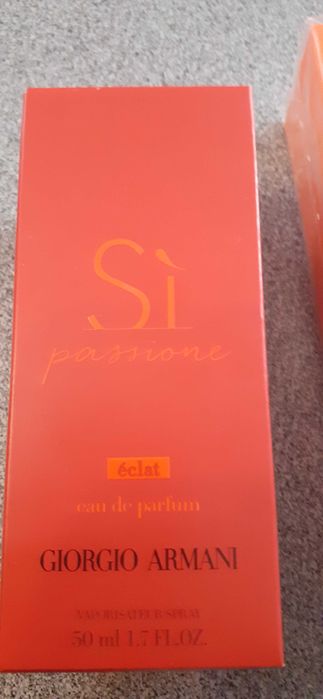 Sì
passione
éclat
eau de parfum
GIORGIO ARMANI
VAPORISATEUR/SPRAY
50 ml 1.7 FL.OZ.